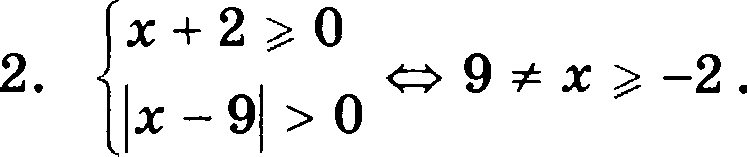 2. { x + 2 ⩾ 0
|x − 9| > 0 ⇔ 9 ≠ x ⩾ −2.